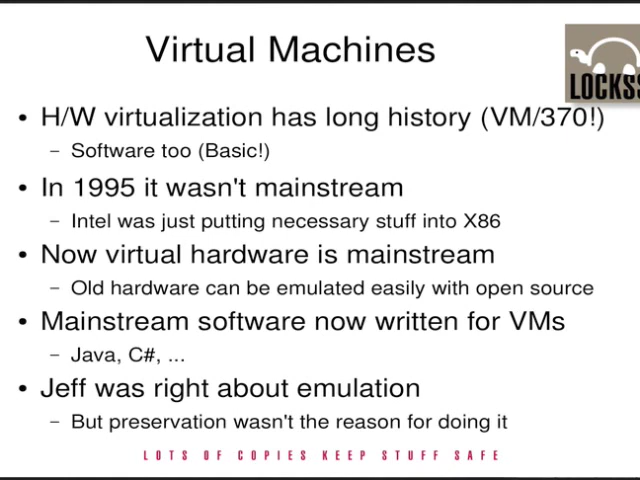 Virtual Machines
LOCKSS
• H/W virtualization has long history (VM/370!)
– Software too (Basic!)
• In 1995 it wasn't mainstream
– Intel was just putting necessary stuff into X86
• Now virtual hardware is mainstream
– Old hardware can be emulated easily with open source
• Mainstream software now written for VMs
– Java, C#, ...
• Jeff was right about emulation
– But preservation wasn't the reason for doing it
LOTS OF COPIES KEEP STUFF SAFE